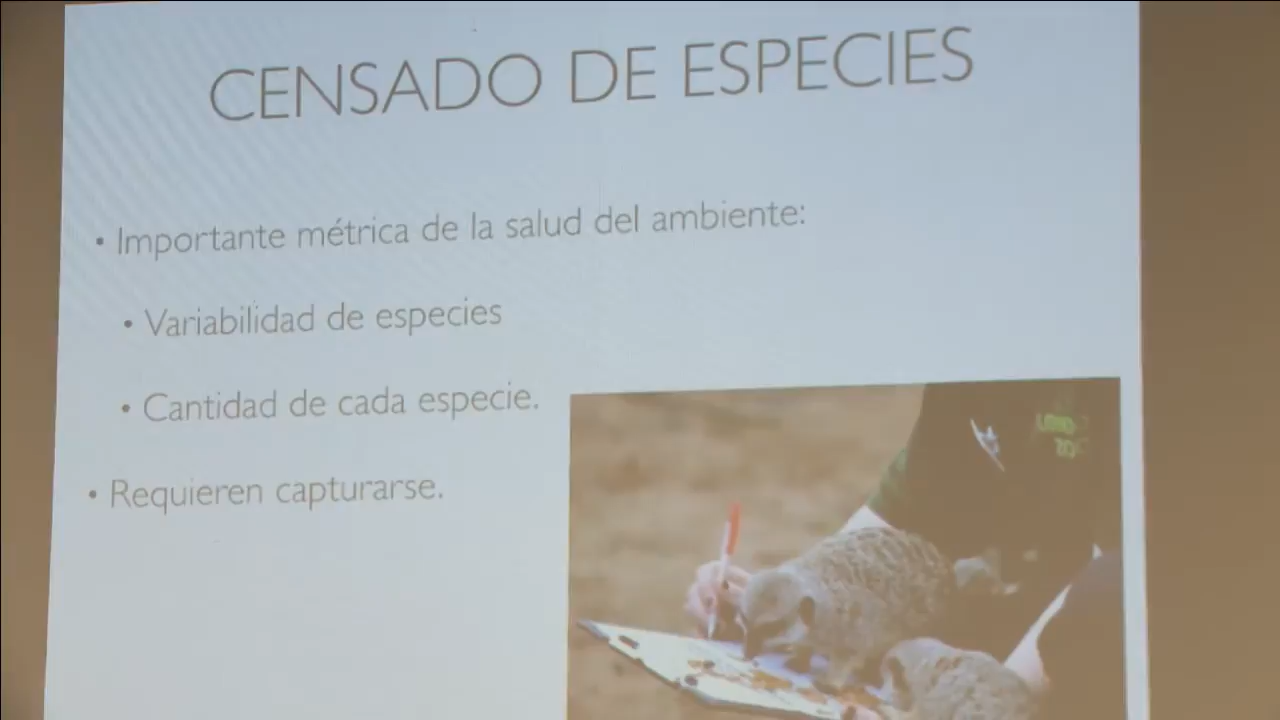 CENSADO DE ESPECIES
• Importante métrica de la salud del ambiente:
• Variabilidad de especies
• Cantidad de cada especie.
• Requieren capturarse.